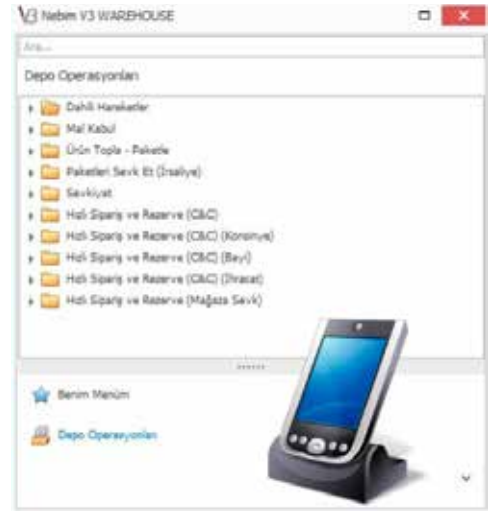 Nebim V3 WAREHOUSE
Ara...
Depo Operasyonları
Dahili Hareketler
Mal Kabul
Ürün Topla - Paketle
Paketleri Sevk Et (İrsaliye)
Sevkiyat
Hızlı Sipariş ve Rezerve (C&C)
Hızlı Sipariş ve Rezerve (C&C) (Konsinye)
Hızlı Sipariş ve Rezerve (C&C) (Bayi)
Hızlı Sipariş ve Rezerve (C&C) (İhracat)
Hızlı Sipariş ve Rezerve (Mağaza Sevk)
Benim Menüm
Depo Operasyonları